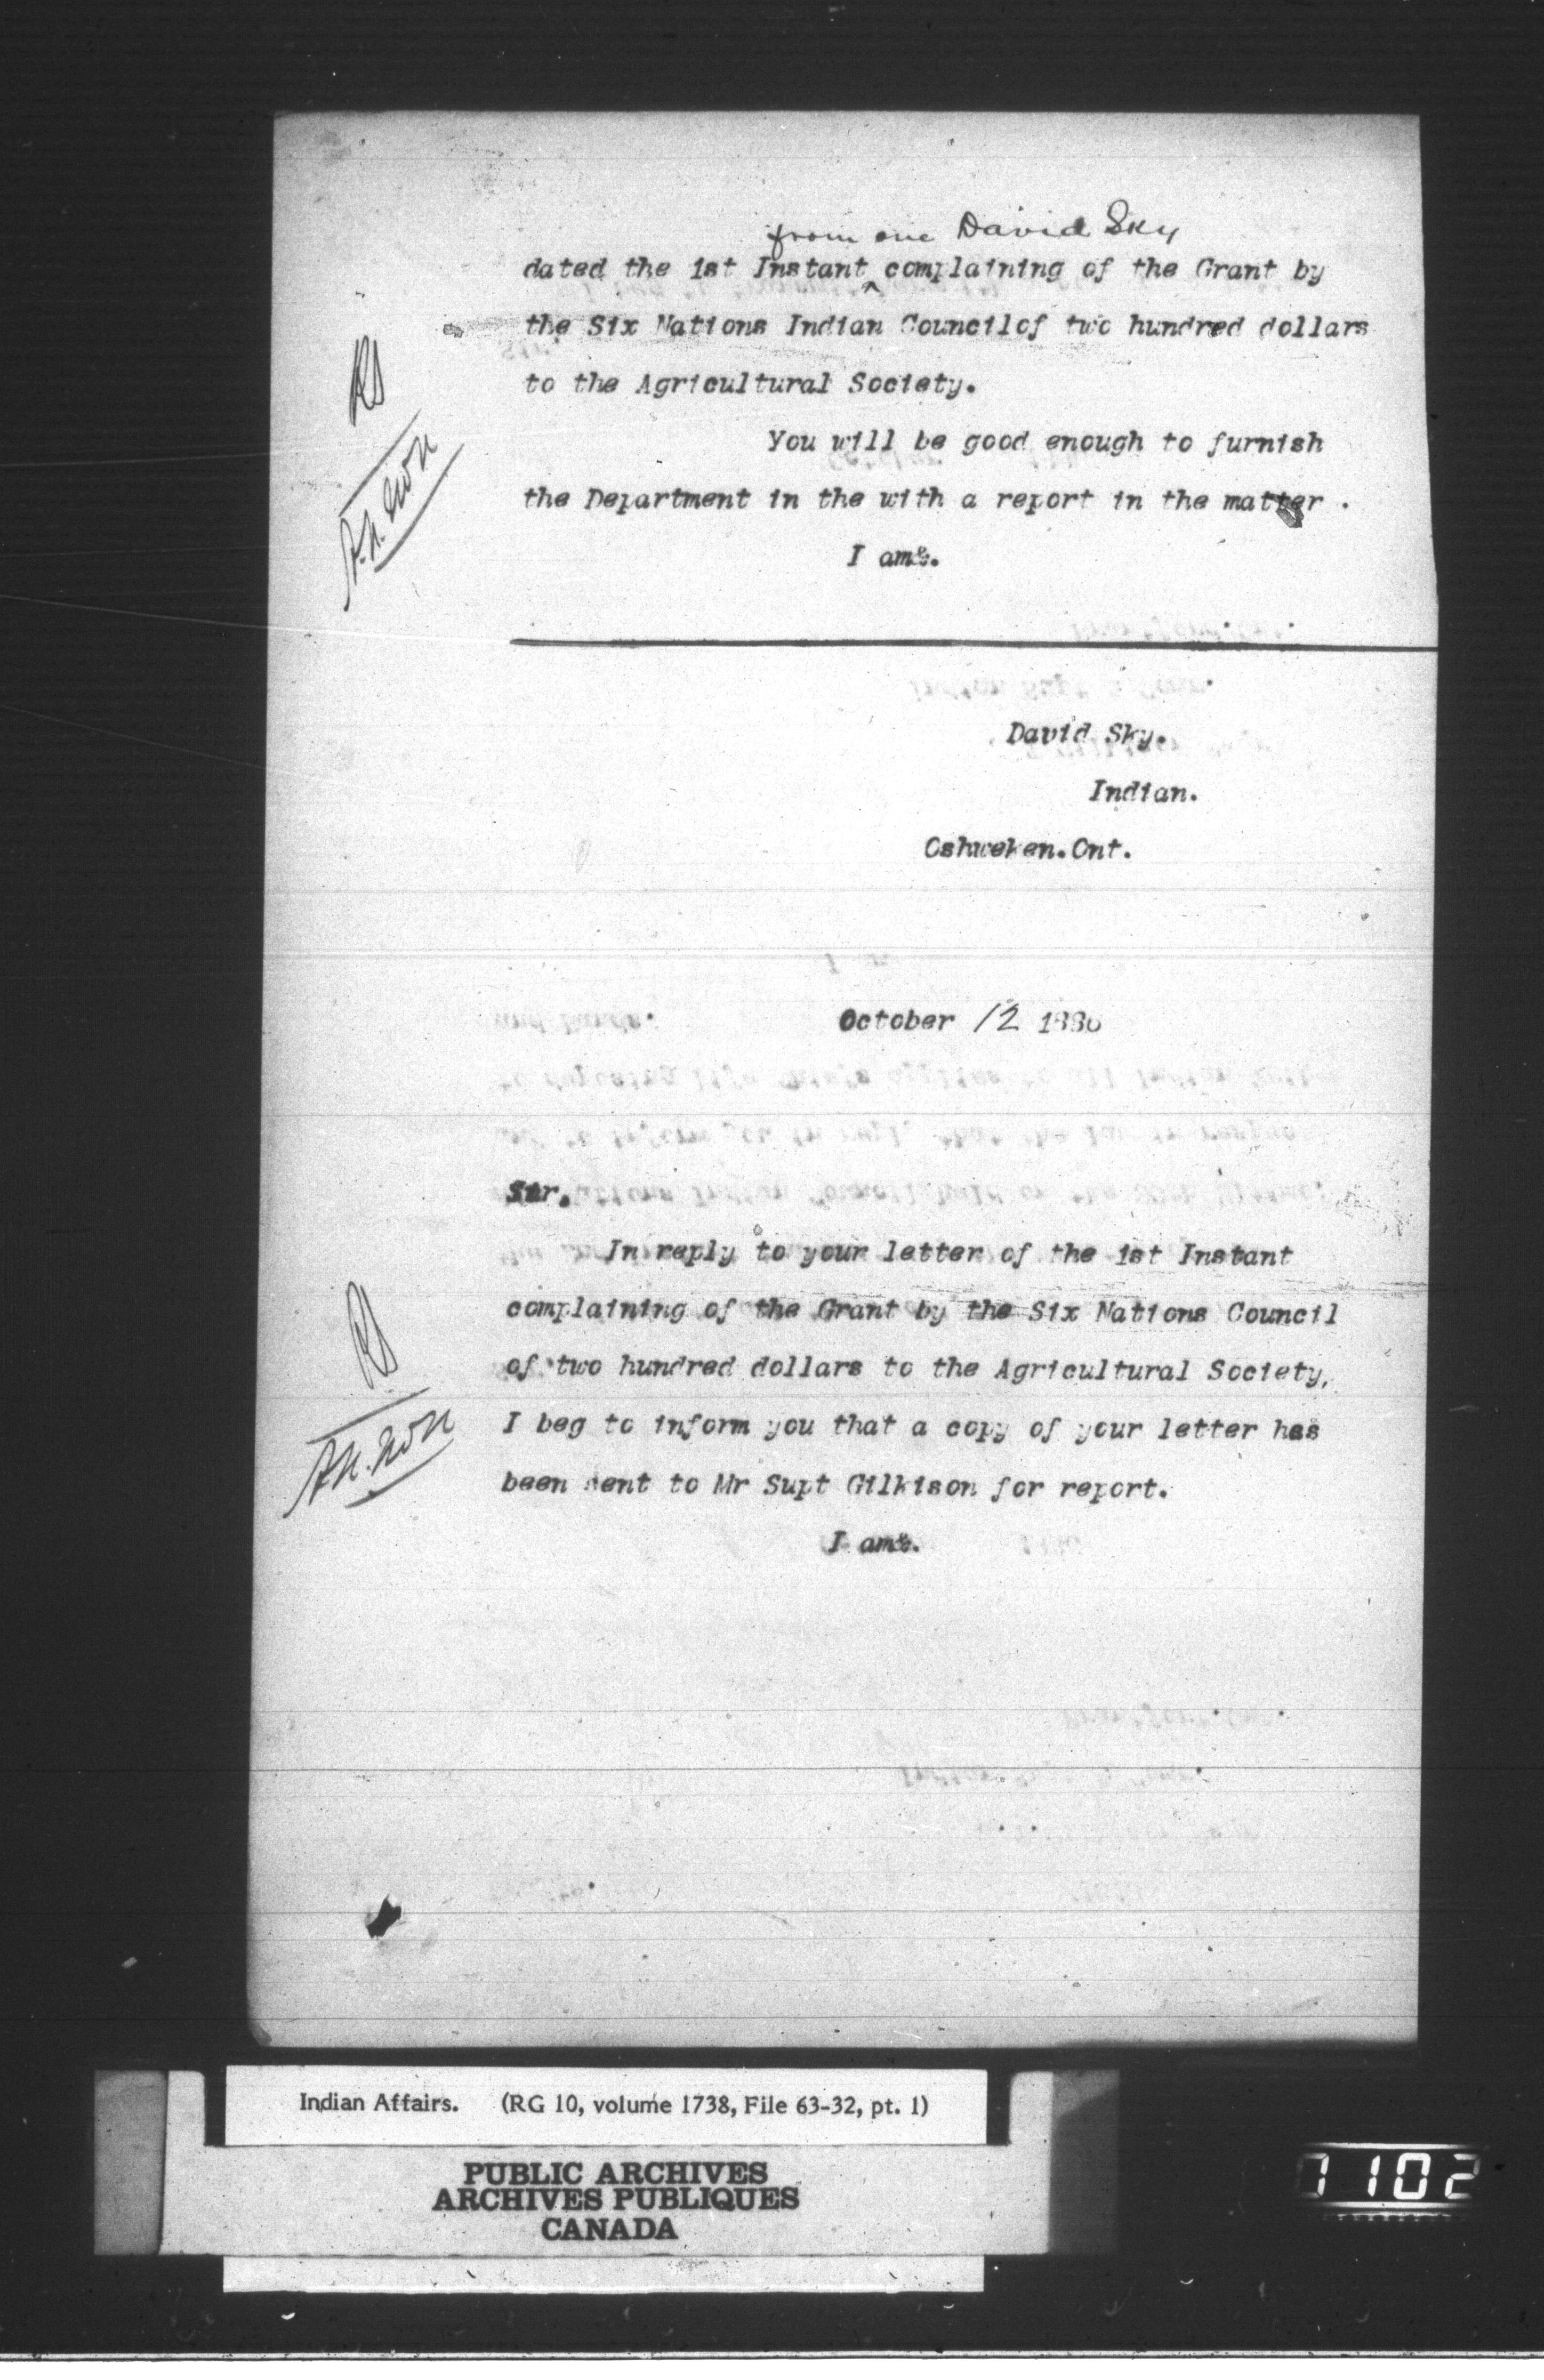 from one David Sky
dated the 1st Instant ^ complaining of the Grant by
the Six Nations Indian Councilof two hundred dollars
to the Agricultural Society.
You will be good enough to furnish
the Department in the with a report in the matter .
I am&.
David Sky.
Indian.
Oshweken.Ont.
October 12 1886
Sir.
In reply to your letter of the 1st Instant
complaining of the Grant by the Six Nations Council
of two hundred dollars to the Agricultural Society,
I beg to inform you that a copy of your letter has
been sent to Mr Supt Gilkison for report.
I am&.
Indian Affairs. (RG 10, volume 1738, File 63-32, pt. 1)
PUBLIC ARCHIVES
ARCHIVES PUBLIQUES
CANADA
1102